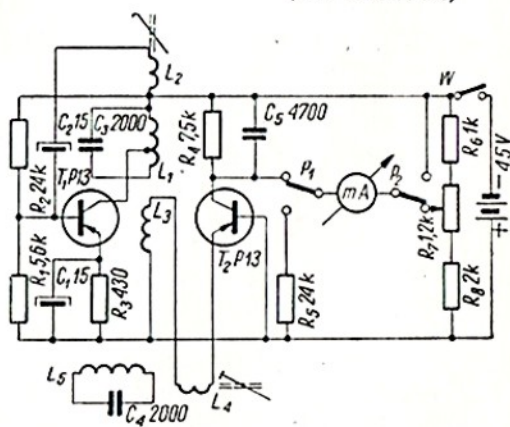 L₂
W
C₂ 15
C₃ 2000
L₁
R₄ 7,5k
C₅ 4700
R₆ 1k
R₂ 24k
T₁ P13
P₁
mA
P₂
4,5V
L₃
T₂ P13
R₇ 1,2k
R₁ 5,6k
C₁ 15
R₃ 430
R₅ 24k
R₈ 2k
L₅
C₄ 2000
L₄